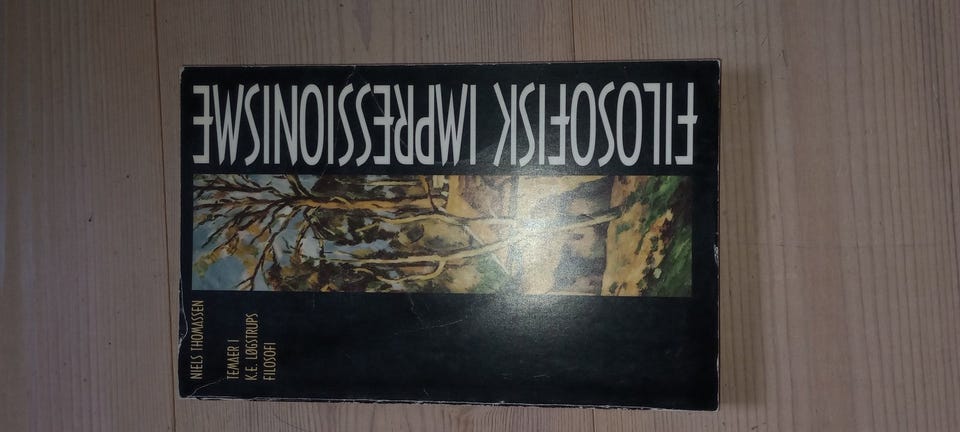 NIELS THOMASSEN
TEMAER I
K.E. LØGSTRUPS
FILOSOFI
FILOSOFISK IMPRESSIONISME